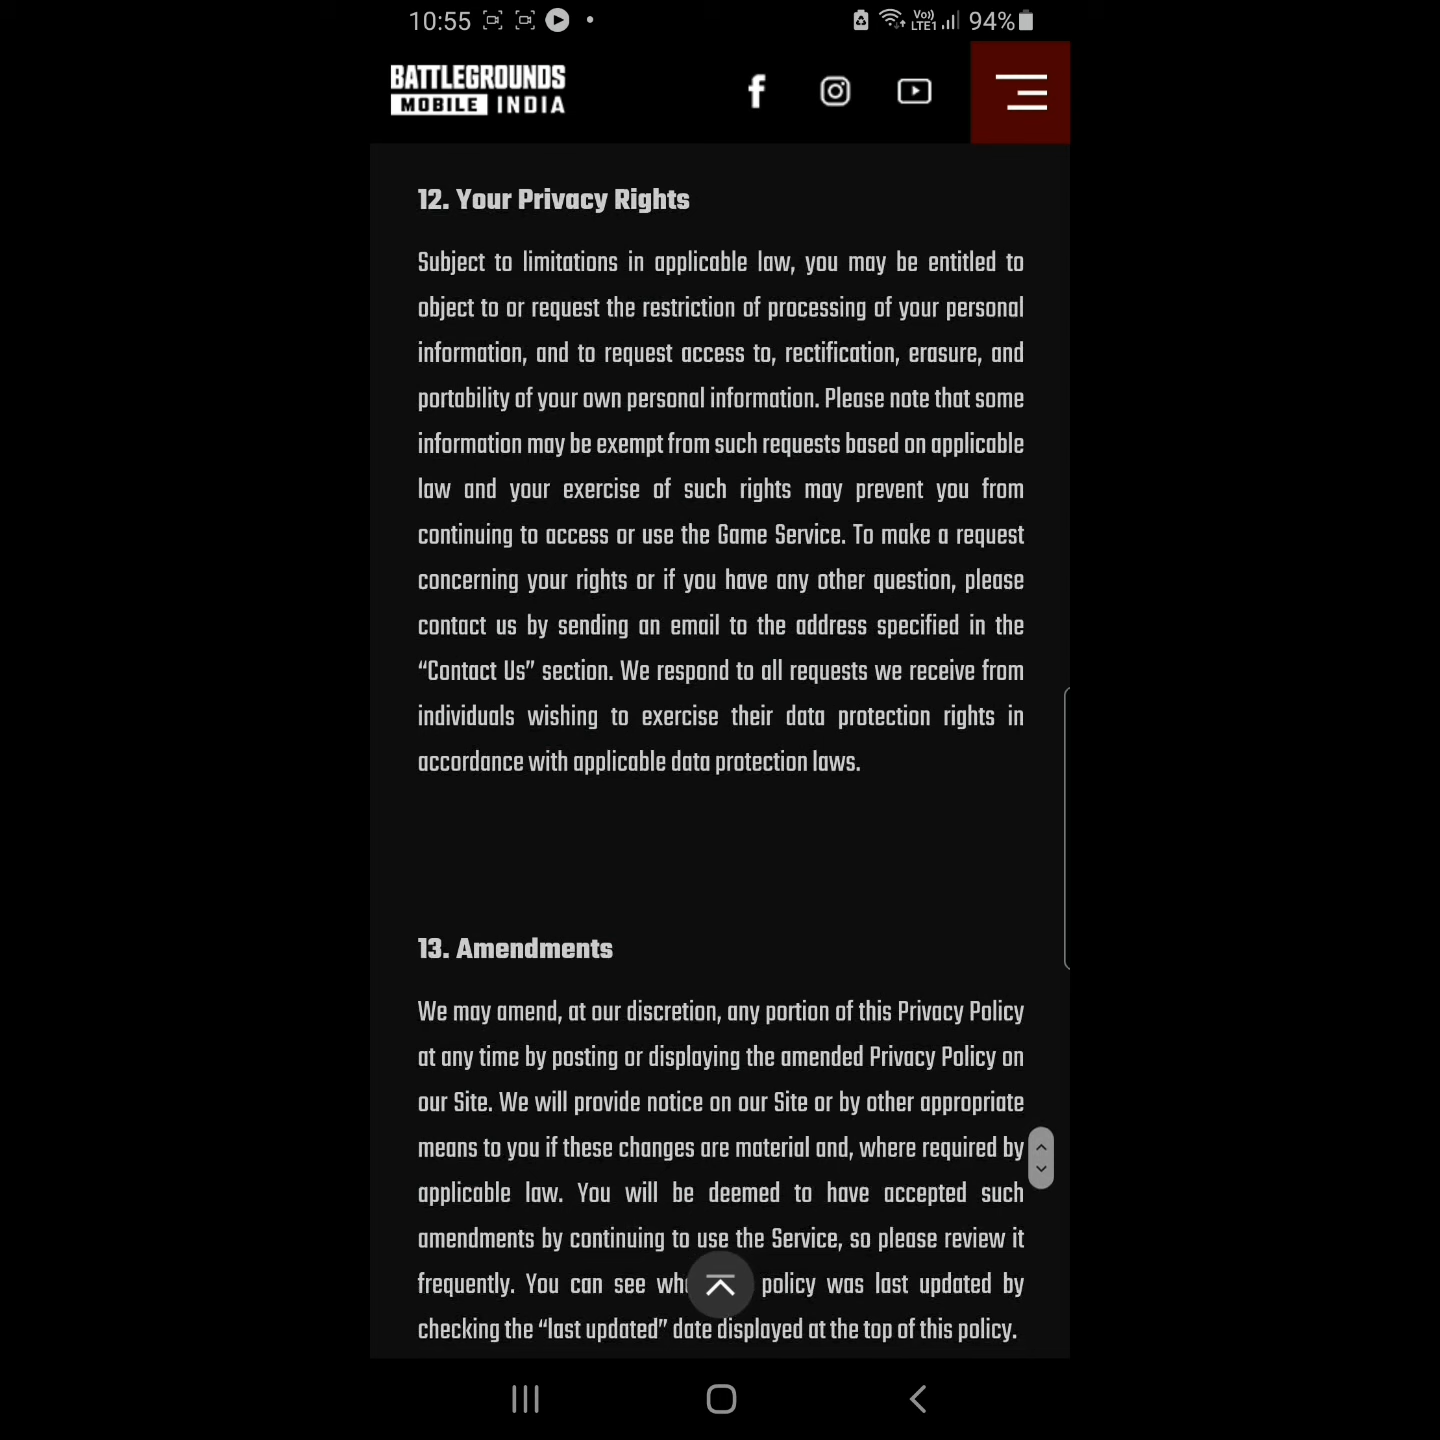 10:55
Vo))
LTE1
94%
BATTLEGROUNDS
MOBILE INDIA
12. Your Privacy Rights
Subject to limitations in applicable law, you may be entitled to
object to or request the restriction of processing of your personal
information, and to request access to, rectification, erasure, and
portability of your own personal information. Please note that some
information may be exempt from such requests based on applicable
law and your exercise of such rights may prevent you from
continuing to access or use the Game Service. To make a request
concerning your rights or if you have any other question, please
contact us by sending an email to the address specified in the
“Contact Us” section. We respond to all requests we receive from
individuals wishing to exercise their data protection rights in
accordance with applicable data protection laws.
13. Amendments
We may amend, at our discretion, any portion of this Privacy Policy
at any time by posting or displaying the amended Privacy Policy on
our Site. We will provide notice on our Site or by other appropriate
means to you if these changes are material and, where required by
applicable law. You will be deemed to have accepted such
amendments by continuing to use the Service, so please review it
frequently. You can see policy was last updated by
checking the “last updated” date displayed at the top of this policy.